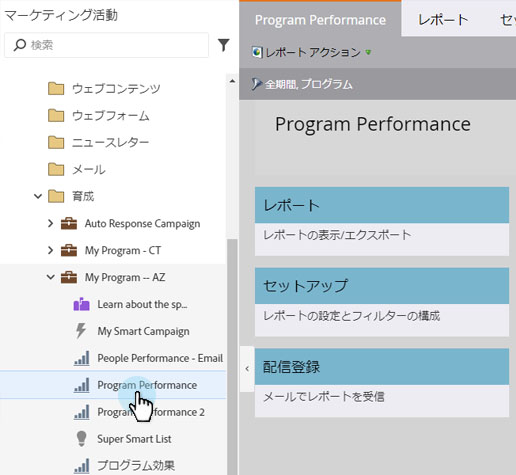 マーケティング活動
検索
ウェブコンテンツ
ウェブフォーム
ニュースレター
メール
育成
Auto Response Campaign
My Program - CT
My Program -- AZ
Learn about the sp...
My Smart Campaign
People Performance - Email
Program Performance
Performance 2
Super Smart List
プログラム効果
Program Performance
レポート
レポート アクション
全期間, プログラム
Program Performance
レポート
レポートの表示/エクスポート
セットアップ
レポートの設定とフィルターの構成
配信登録
メールでレポートを受信